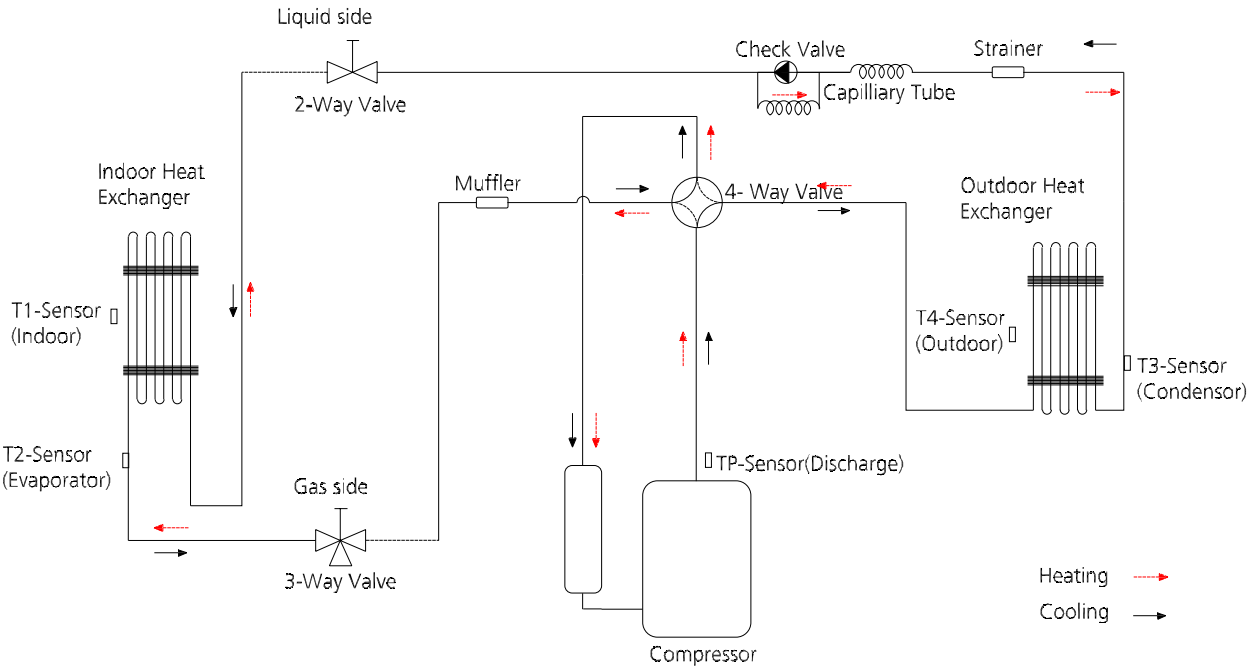 Liquid side
2-Way Valve
Check Valve
Capilliary Tube
Strainer
Indoor Heat
Exchanger
Muffler
4- Way Valve
Outdoor Heat
Exchanger
T1-Sensor
(Indoor)
T4-Sensor
(Outdoor)
T3-Sensor
(Condensor)
T2-Sensor
(Evaporator)
TP-Sensor(Discharge)
Gas side
3-Way Valve
Compressor
Heating
Cooling